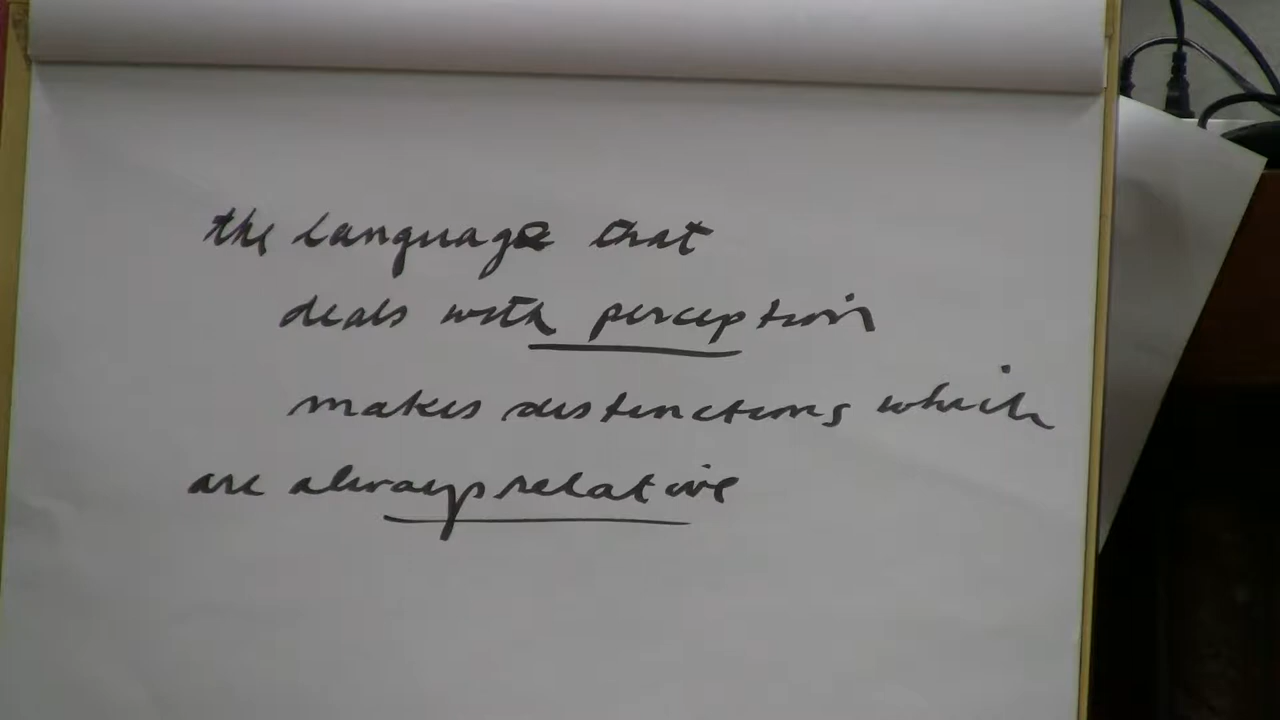 the language that
deals with perception
makes distinctions which
are always relative